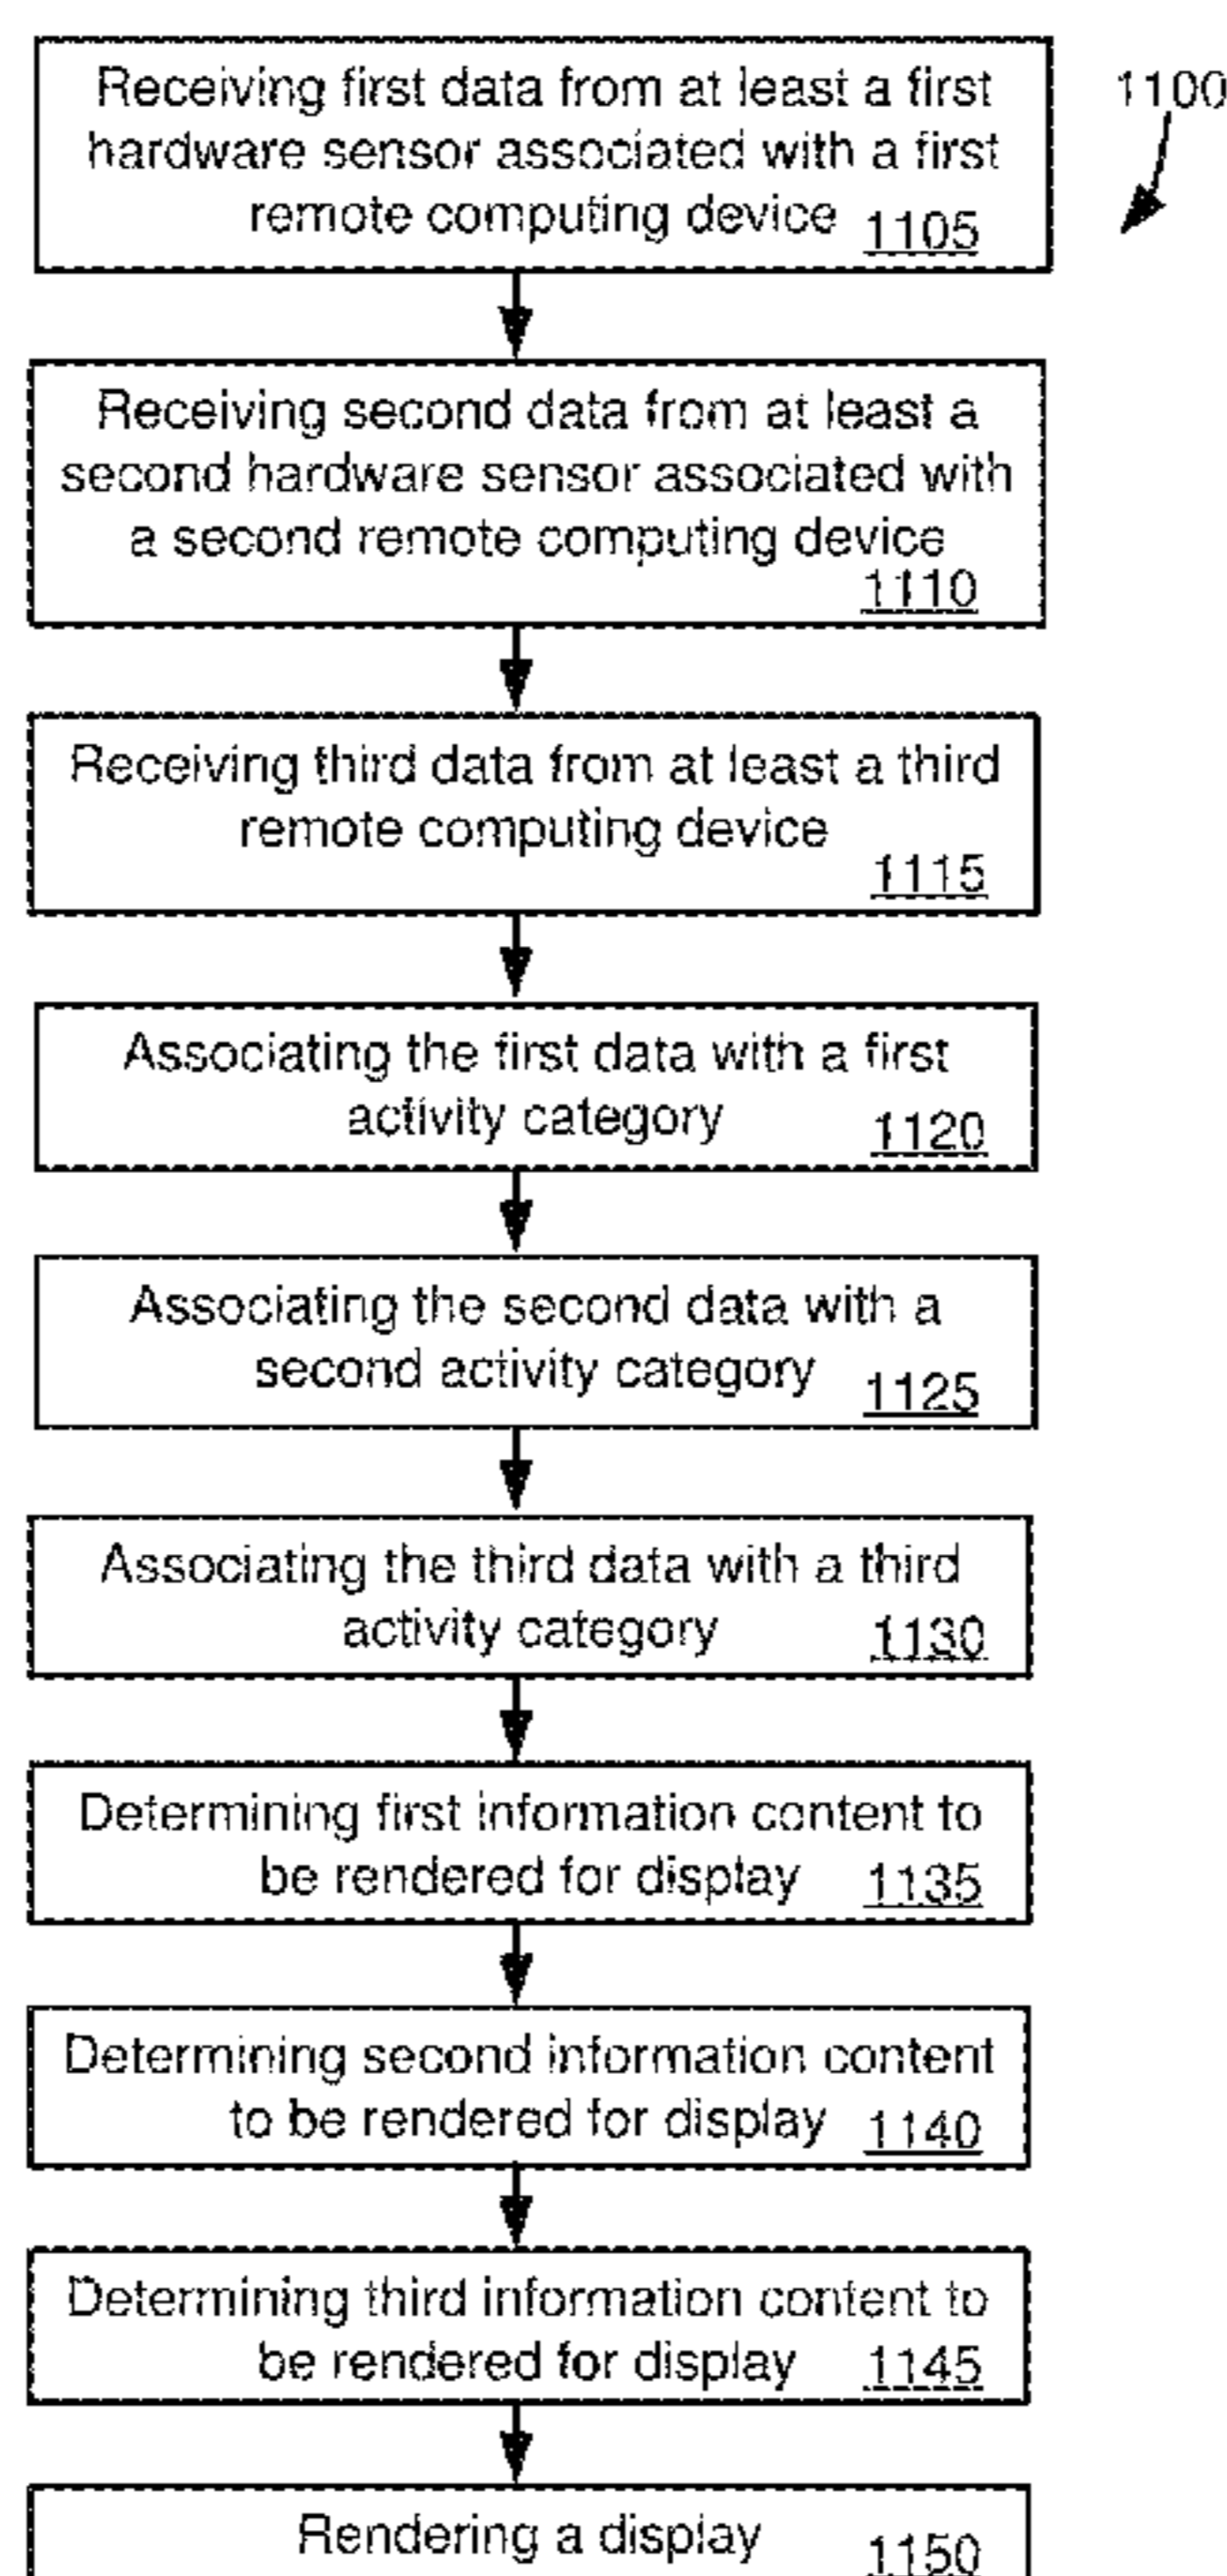 Receiving first data from at least a first
hardware sensor associated with a first
remote computing device 1105
1100
Receiving second data from at least a
second hardware sensor associated with
a second remote computing device
1110
Receiving third data from at least a third
remote computing device
1115
Associating the first data with a first
activity category 1120
Associating the second data with a
second activity category 1125
Associating the third data with a third
activity category 1130
Determining first information content to
be rendered for display 1135
Determining second information content
to be rendered for display 1140
Determining third information content to
be rendered for display 1145
Rendering a display 1150